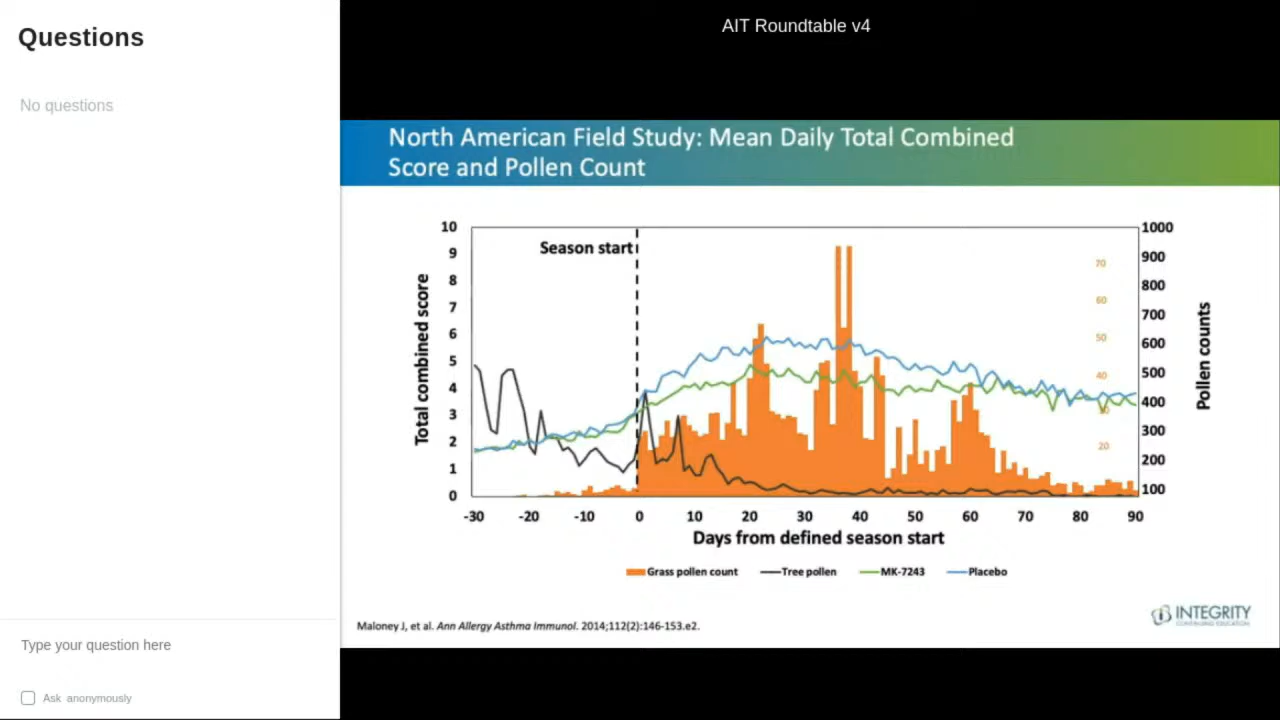 Questions
No questions
Type your question here
Ask anonymously
AIT Roundtable v4
North American Field Study: Mean Daily Total Combined
Score and Pollen Count
Total combined score
10
9
8
7
6
5
4
3
2
1
0
Season start
70
60
50
40
30
20
1000
900
800
700
600
500
400
300
200
100
Pollen counts
-30 -20 -10 0 10 20 30 40 50 60 70 80 90
Days from defined season start
Grass pollen count Tree pollen MK-7243 Placebo
Maloney J, et al. Ann Allergy Asthma Immunol. 2014;112(2):146-153.e2.
INTEGRITY
CONTINUING EDUCATION